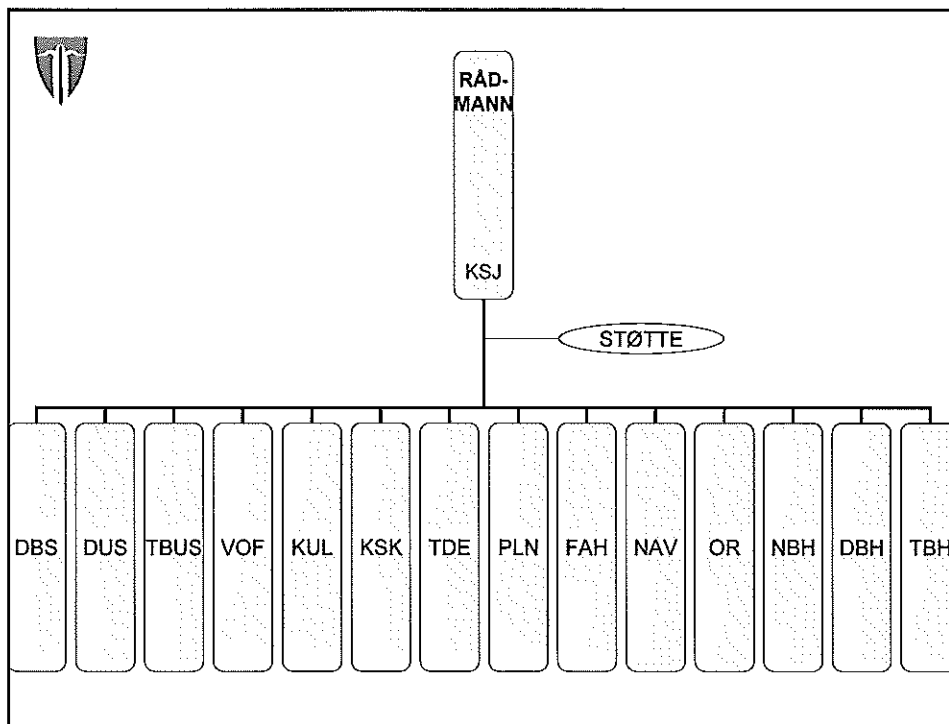 RÅD-
MANN
KSJ
STØTTE
DBS DUS TBUS VOF KUL KSK TDE PLN FAH NAV OR NBH DBH TBH